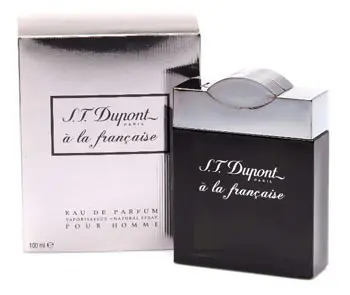 S.T. Dupont
PARIS
à la française
EAU DE PARFUM
VAPORISATEUR - NATURAL SPRAY
POUR HOMME
100 ml e
S.T. Dupont
PARIS
à la française